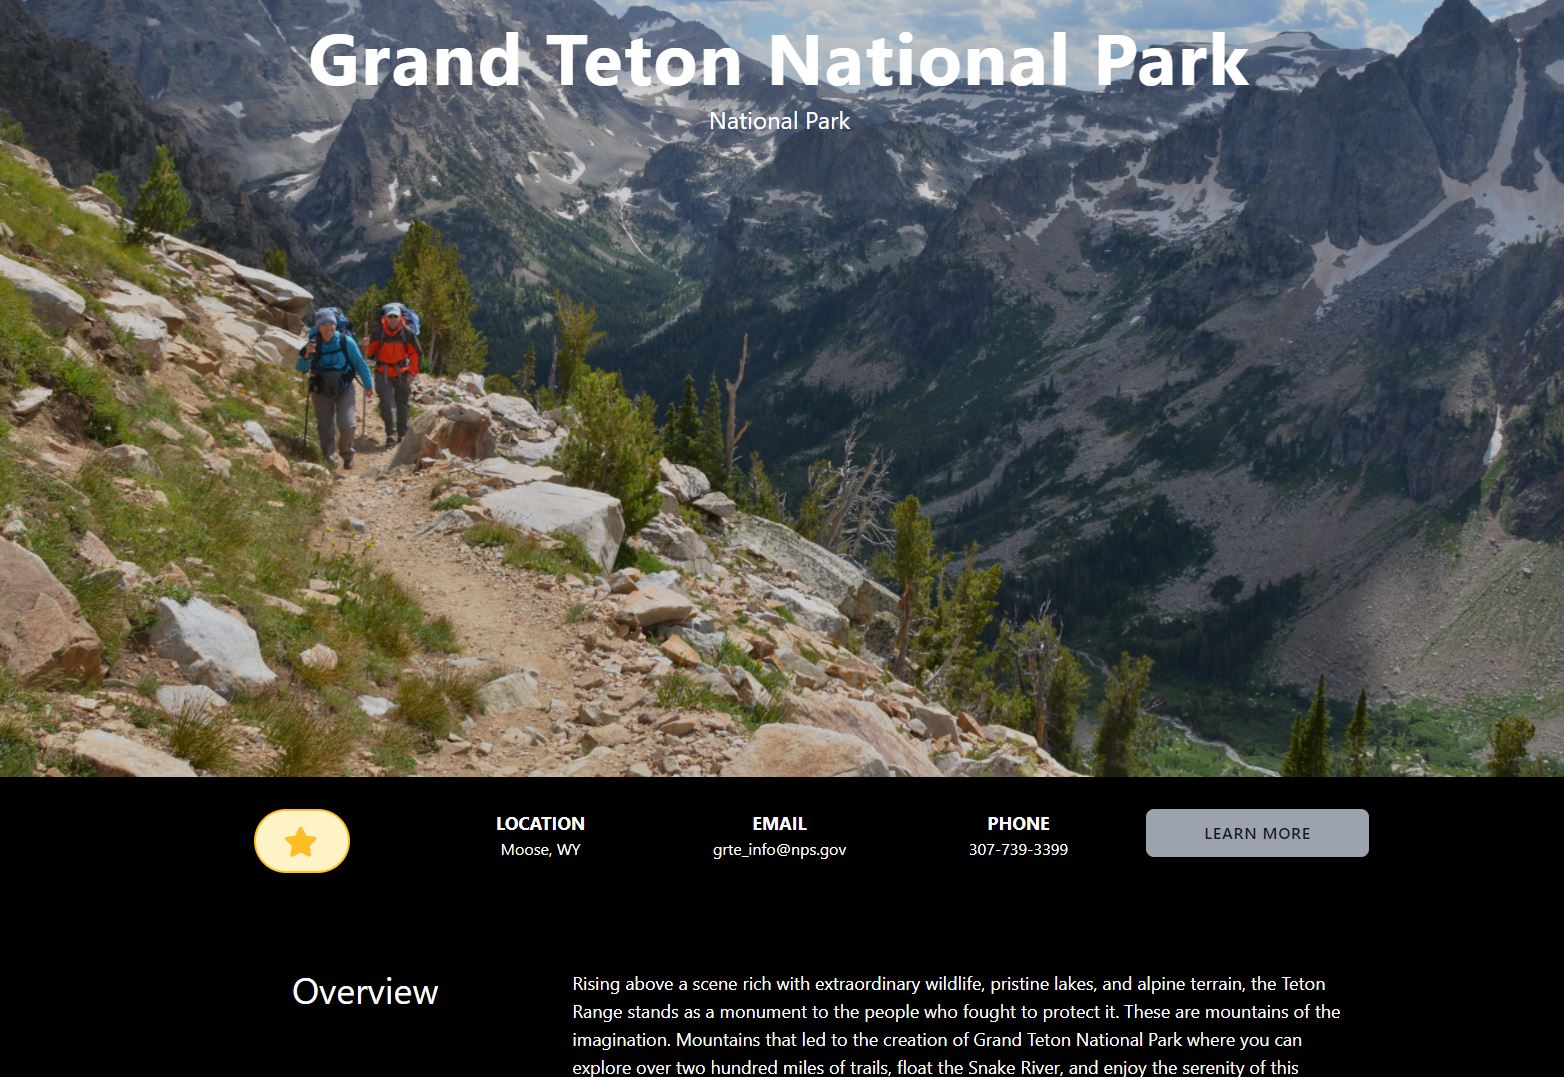 Grand Teton National Park
National Park
LOCATION
Moose, WY
EMAIL
grte_info@nps.gov
PHONE
307-739-3399
LEARN MORE
Overview
Rising above a scene rich with extraordinary wildlife, pristine lakes, and alpine terrain, the Teton
Range stands as a monument to the people who fought to protect it. These are mountains of the
imagination. Mountains that led to the creation of Grand Teton National Park where you can
explore over two hundred miles of trails, float the Snake River, and enjoy the serenity of this